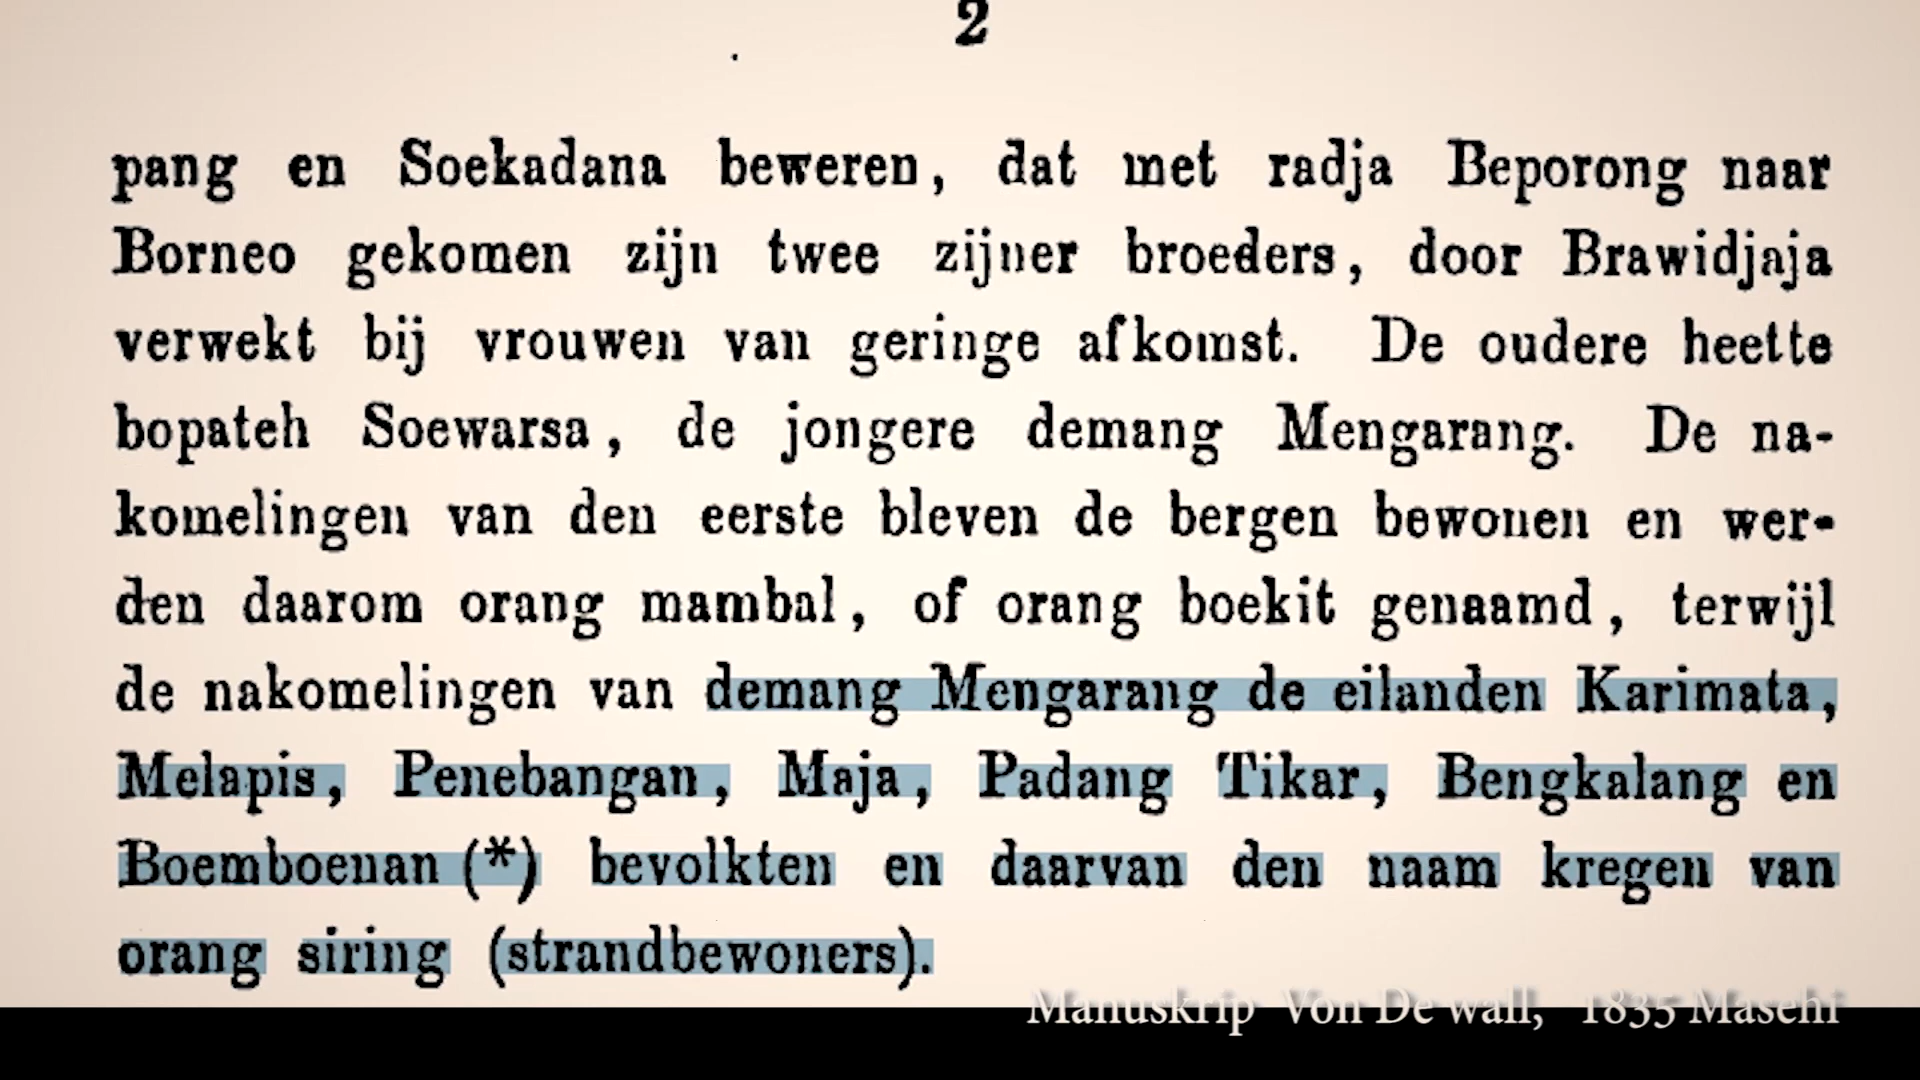 2
pang en Soekadana beweren, dat met radja Beporong naar
Borneo gekomen zijn twee zijner broeders, door Brawidjaja
verwekt bij vrouwen van geringe afkomst. De oudere heette
bopateh Soewarsa, de jongere demang Mengarang. De na-
komelingen van den eerste bleven de bergen bewonen en wer-
den daarom orang mambal, of orang boekit genaamd, terwijl
de nakomelingen van demang Mengarang de eilanden Karimata,
Melapis, Penebangan, Maja, Padang Tikar, Bengkalang en
Boemboenan (*) bevolkten en daarvan den naam kregen van
orang siring (strandbewoners).
Manuskrip Von De wall, 1835 Masehi